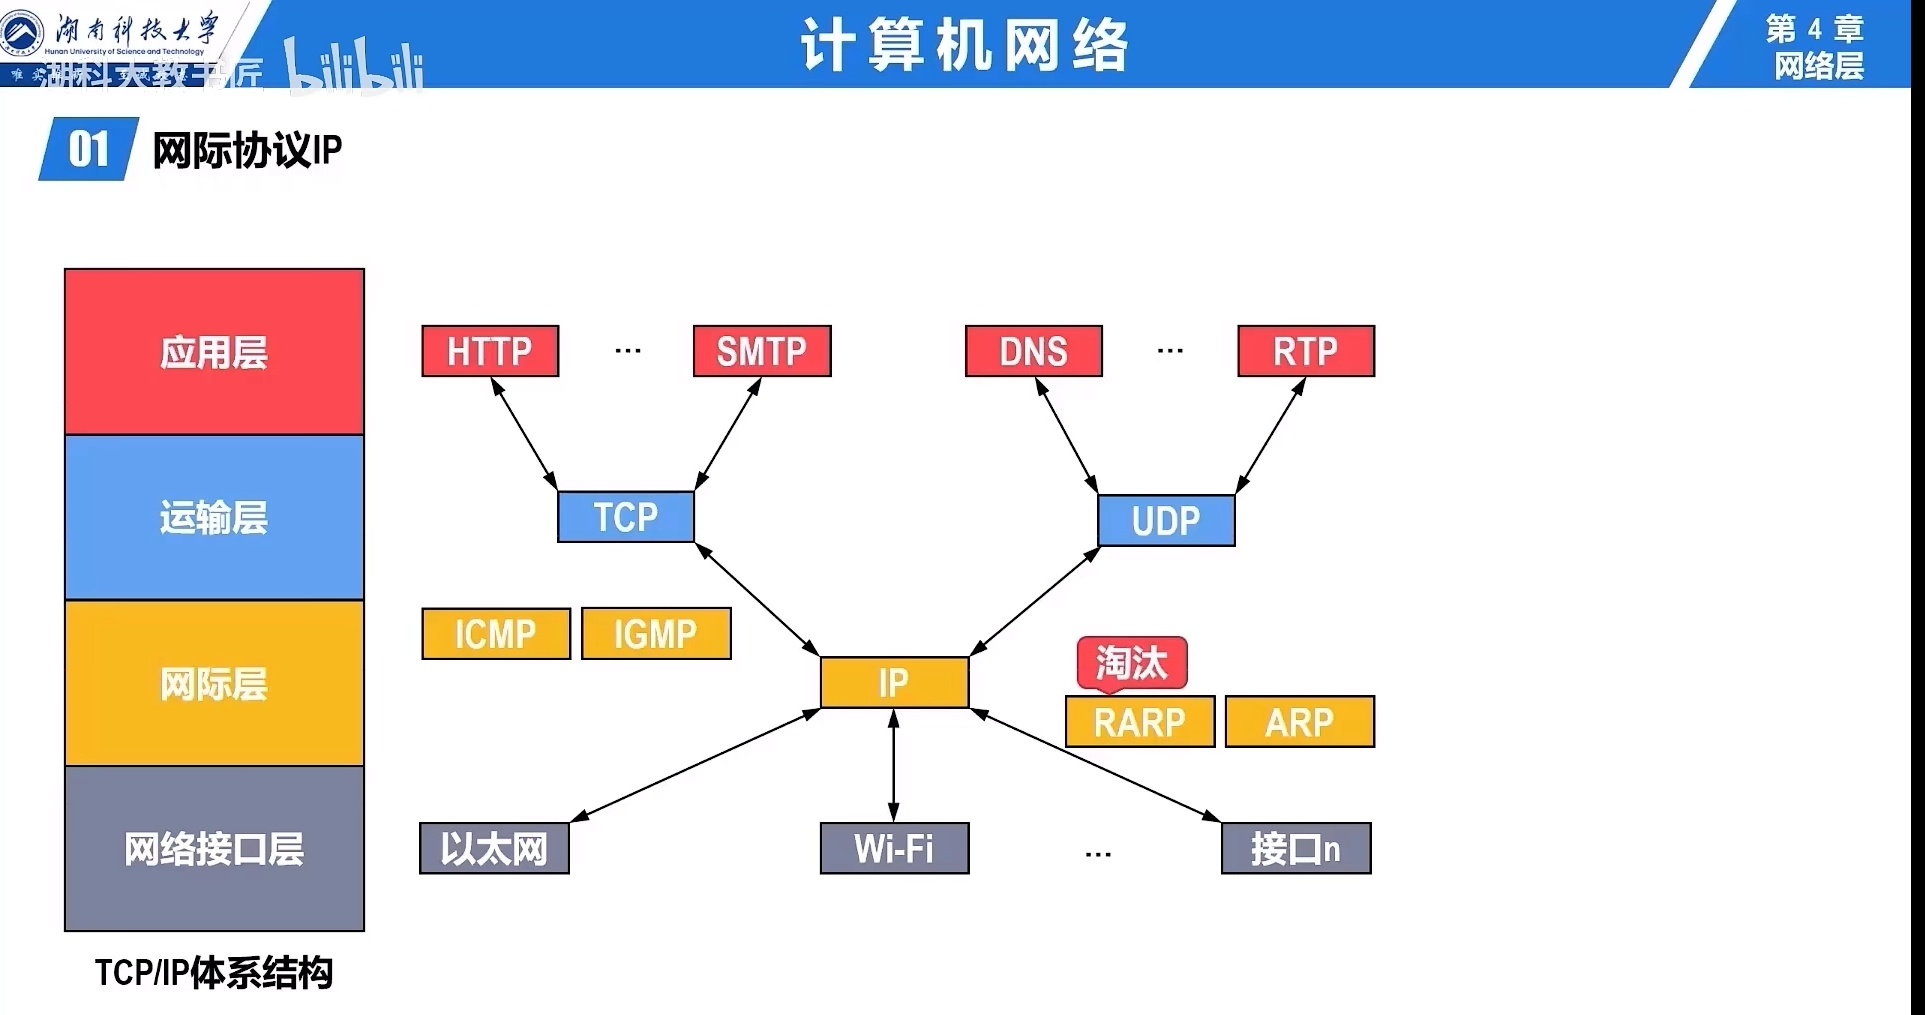 湖南科技大学
Hunan University of Science and Technology
湖科大教书匠 bilibili
计算机网络
第 4 章
网络层
01 网际协议IP
应用层
HTTP ... SMTP DNS ... RTP
运输层
TCP UDP
网际层
ICMP IGMP
IP
淘汰
RARP ARP
网络接口层
以太网 Wi-Fi ... 接口n
TCP/IP体系结构